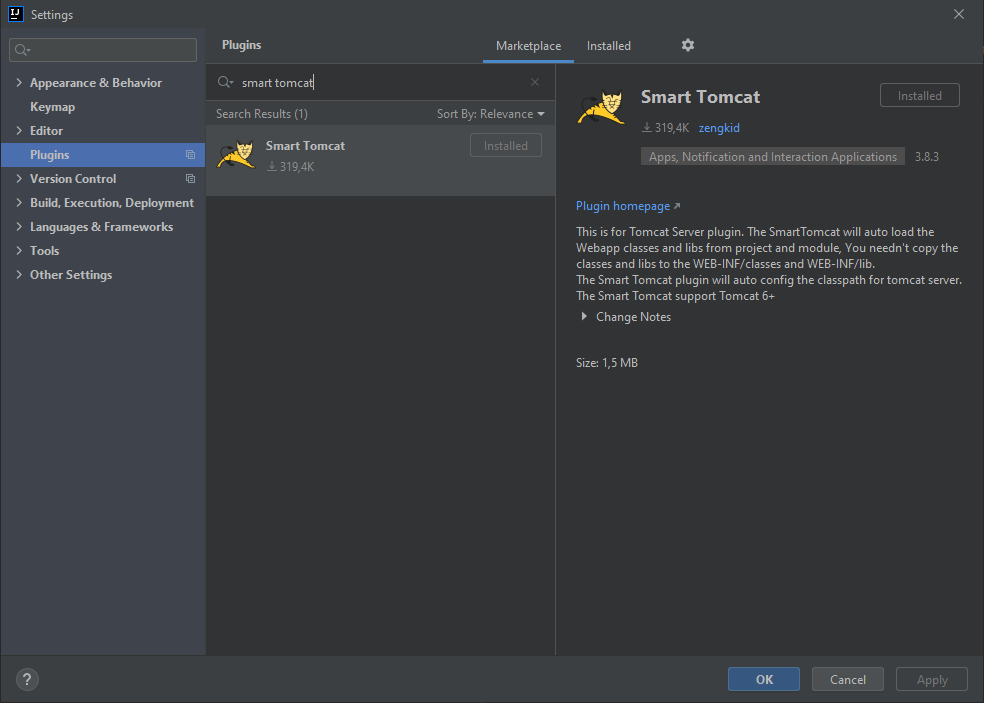 IJ
Settings
Plugins
Marketplace
Installed
Appearance & Behavior
Keymap
Editor
Plugins
Version Control
Build, Execution, Deployment
Languages & Frameworks
Tools
Other Settings
smart tomcat
Search Results (1)
Sort By: Relevance
Smart Tomcat
Installed
319,4K
Smart Tomcat
Installed
319,4K zengkid
Apps, Notification and Interaction Applications 3.8.3
Plugin homepage
This is for Tomcat Server plugin. The SmartTomcat will auto load the
Webapp classes and libs from project and module, You needn't copy the
classes and libs to the WEB-INF/classes and WEB-INF/lib.
The Smart Tomcat plugin will auto config the classpath for tomcat server.
The Smart Tomcat support Tomcat 6+
Change Notes
Size: 1,5 MB
?
OK
Cancel
Apply